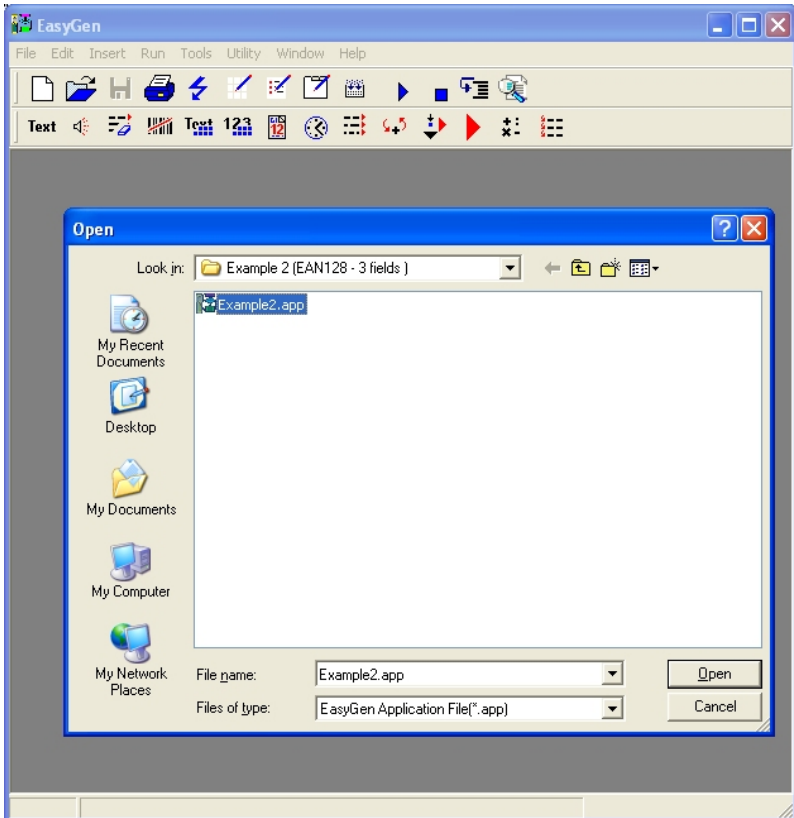 EasyGen
File Edit Insert Run Tools Utility Window Help
Text Text 123 12
Open
Look in: Example 2 (EAN128 - 3 fields )
Example2.app
My Recent
Documents
Desktop
My Documents
My Computer
My Network
Places
File name: Example2.app Open
Files of type: EasyGen Application File(*.app) Cancel